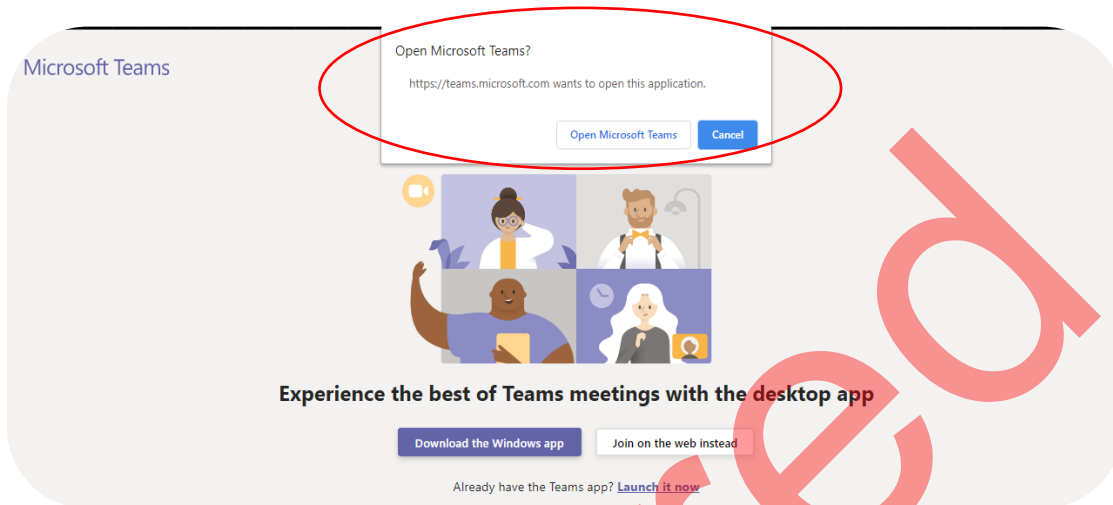 Open Microsoft Teams?
Microsoft Teams
https://teams.microsoft.com wants to open this application.
Open Microsoft Teams Cancel
Experience the best of Teams meetings with the desktop app
Download the Windows app Join on the web instead
Already have the Teams app? Launch it now